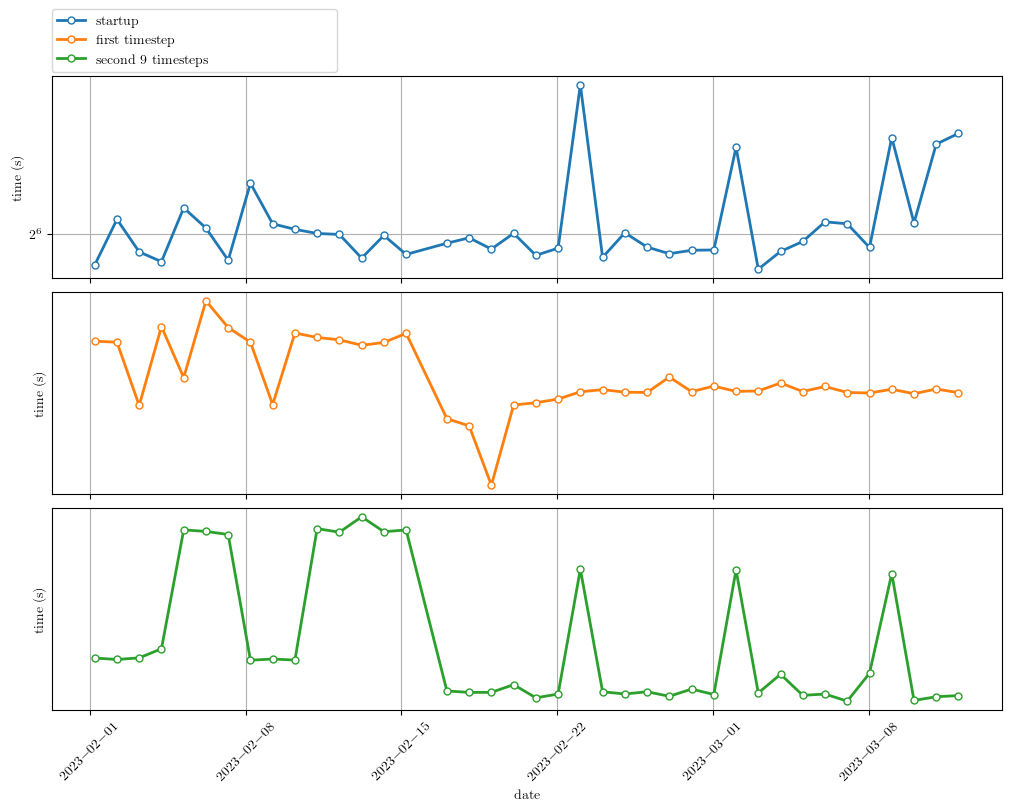 startup
first timestep
second 9 timesteps
time (s)
2⁶
time (s)
time (s)
2023−02−01
2023−02−08
2023−02−15
2023−02−22
2023−03−01
2023−03−08
date